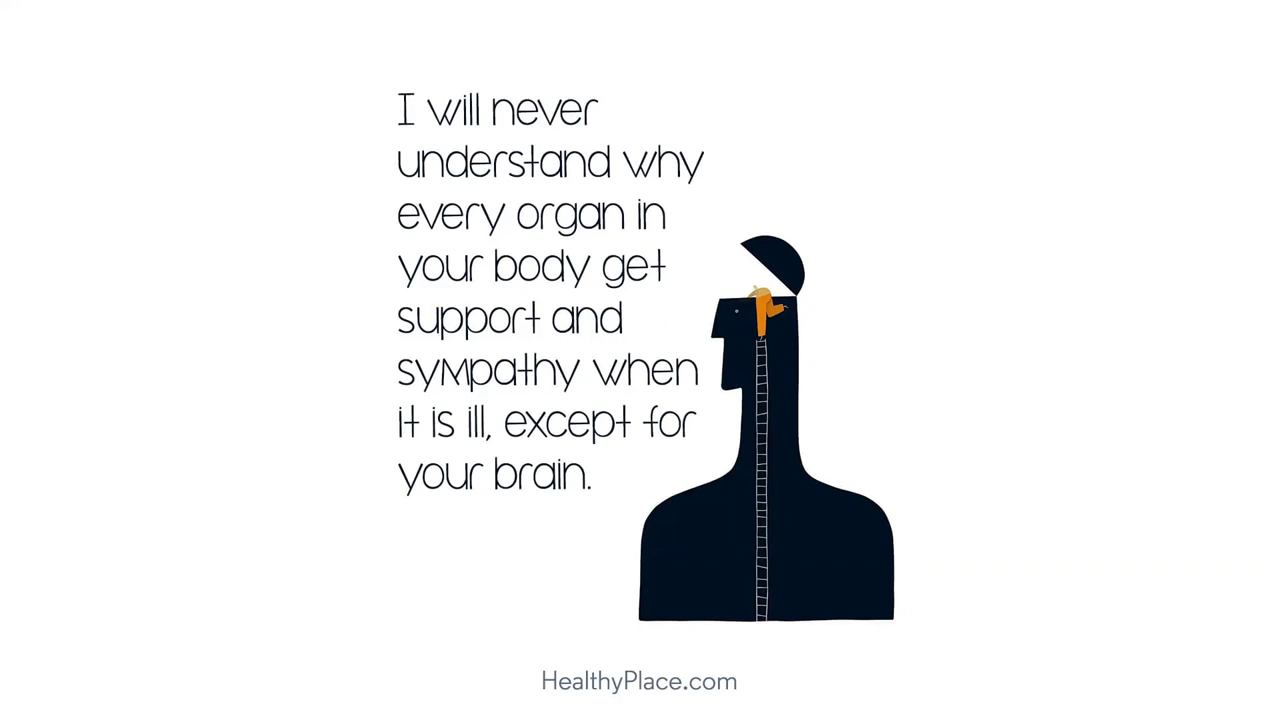 I will never
understand why
every organ in
your body get
support and
sympathy when
it is ill, except for
your brain.
HealthyPlace.com